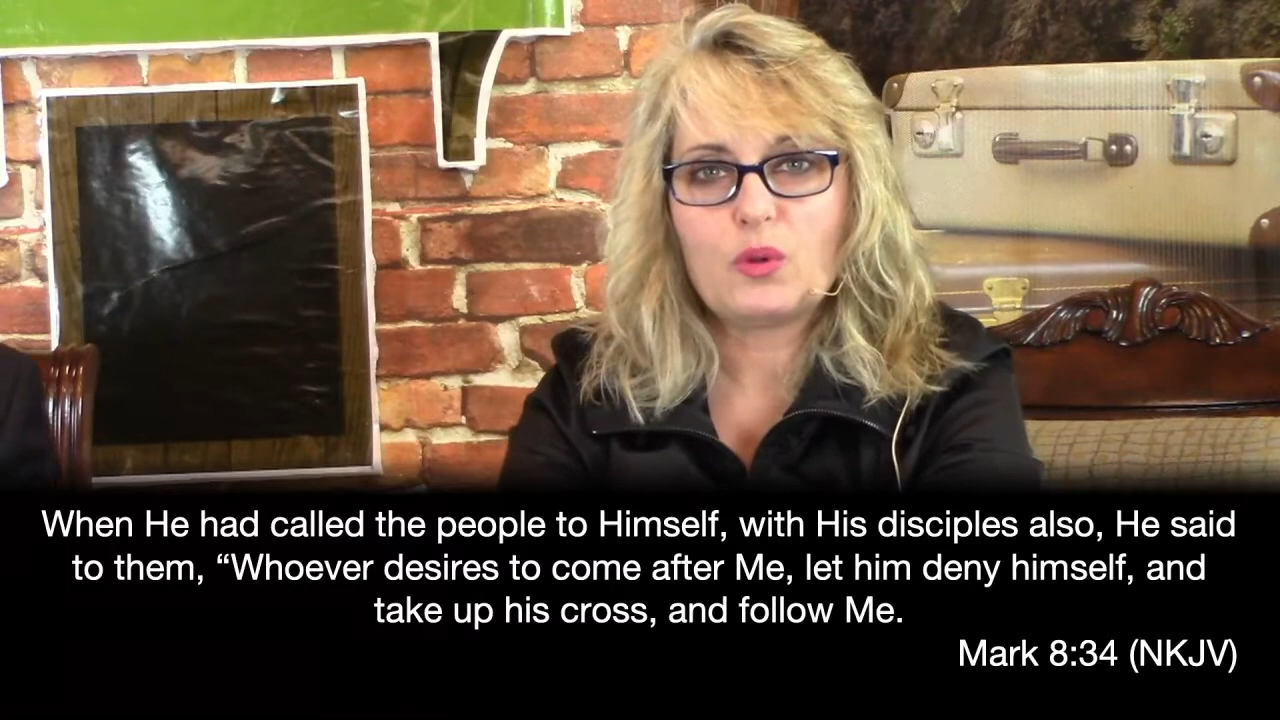 When He had called the people to Himself, with His disciples also, He said
to them, “Whoever desires to come after Me, let him deny himself, and
take up his cross, and follow Me.
Mark 8:34 (NKJV)